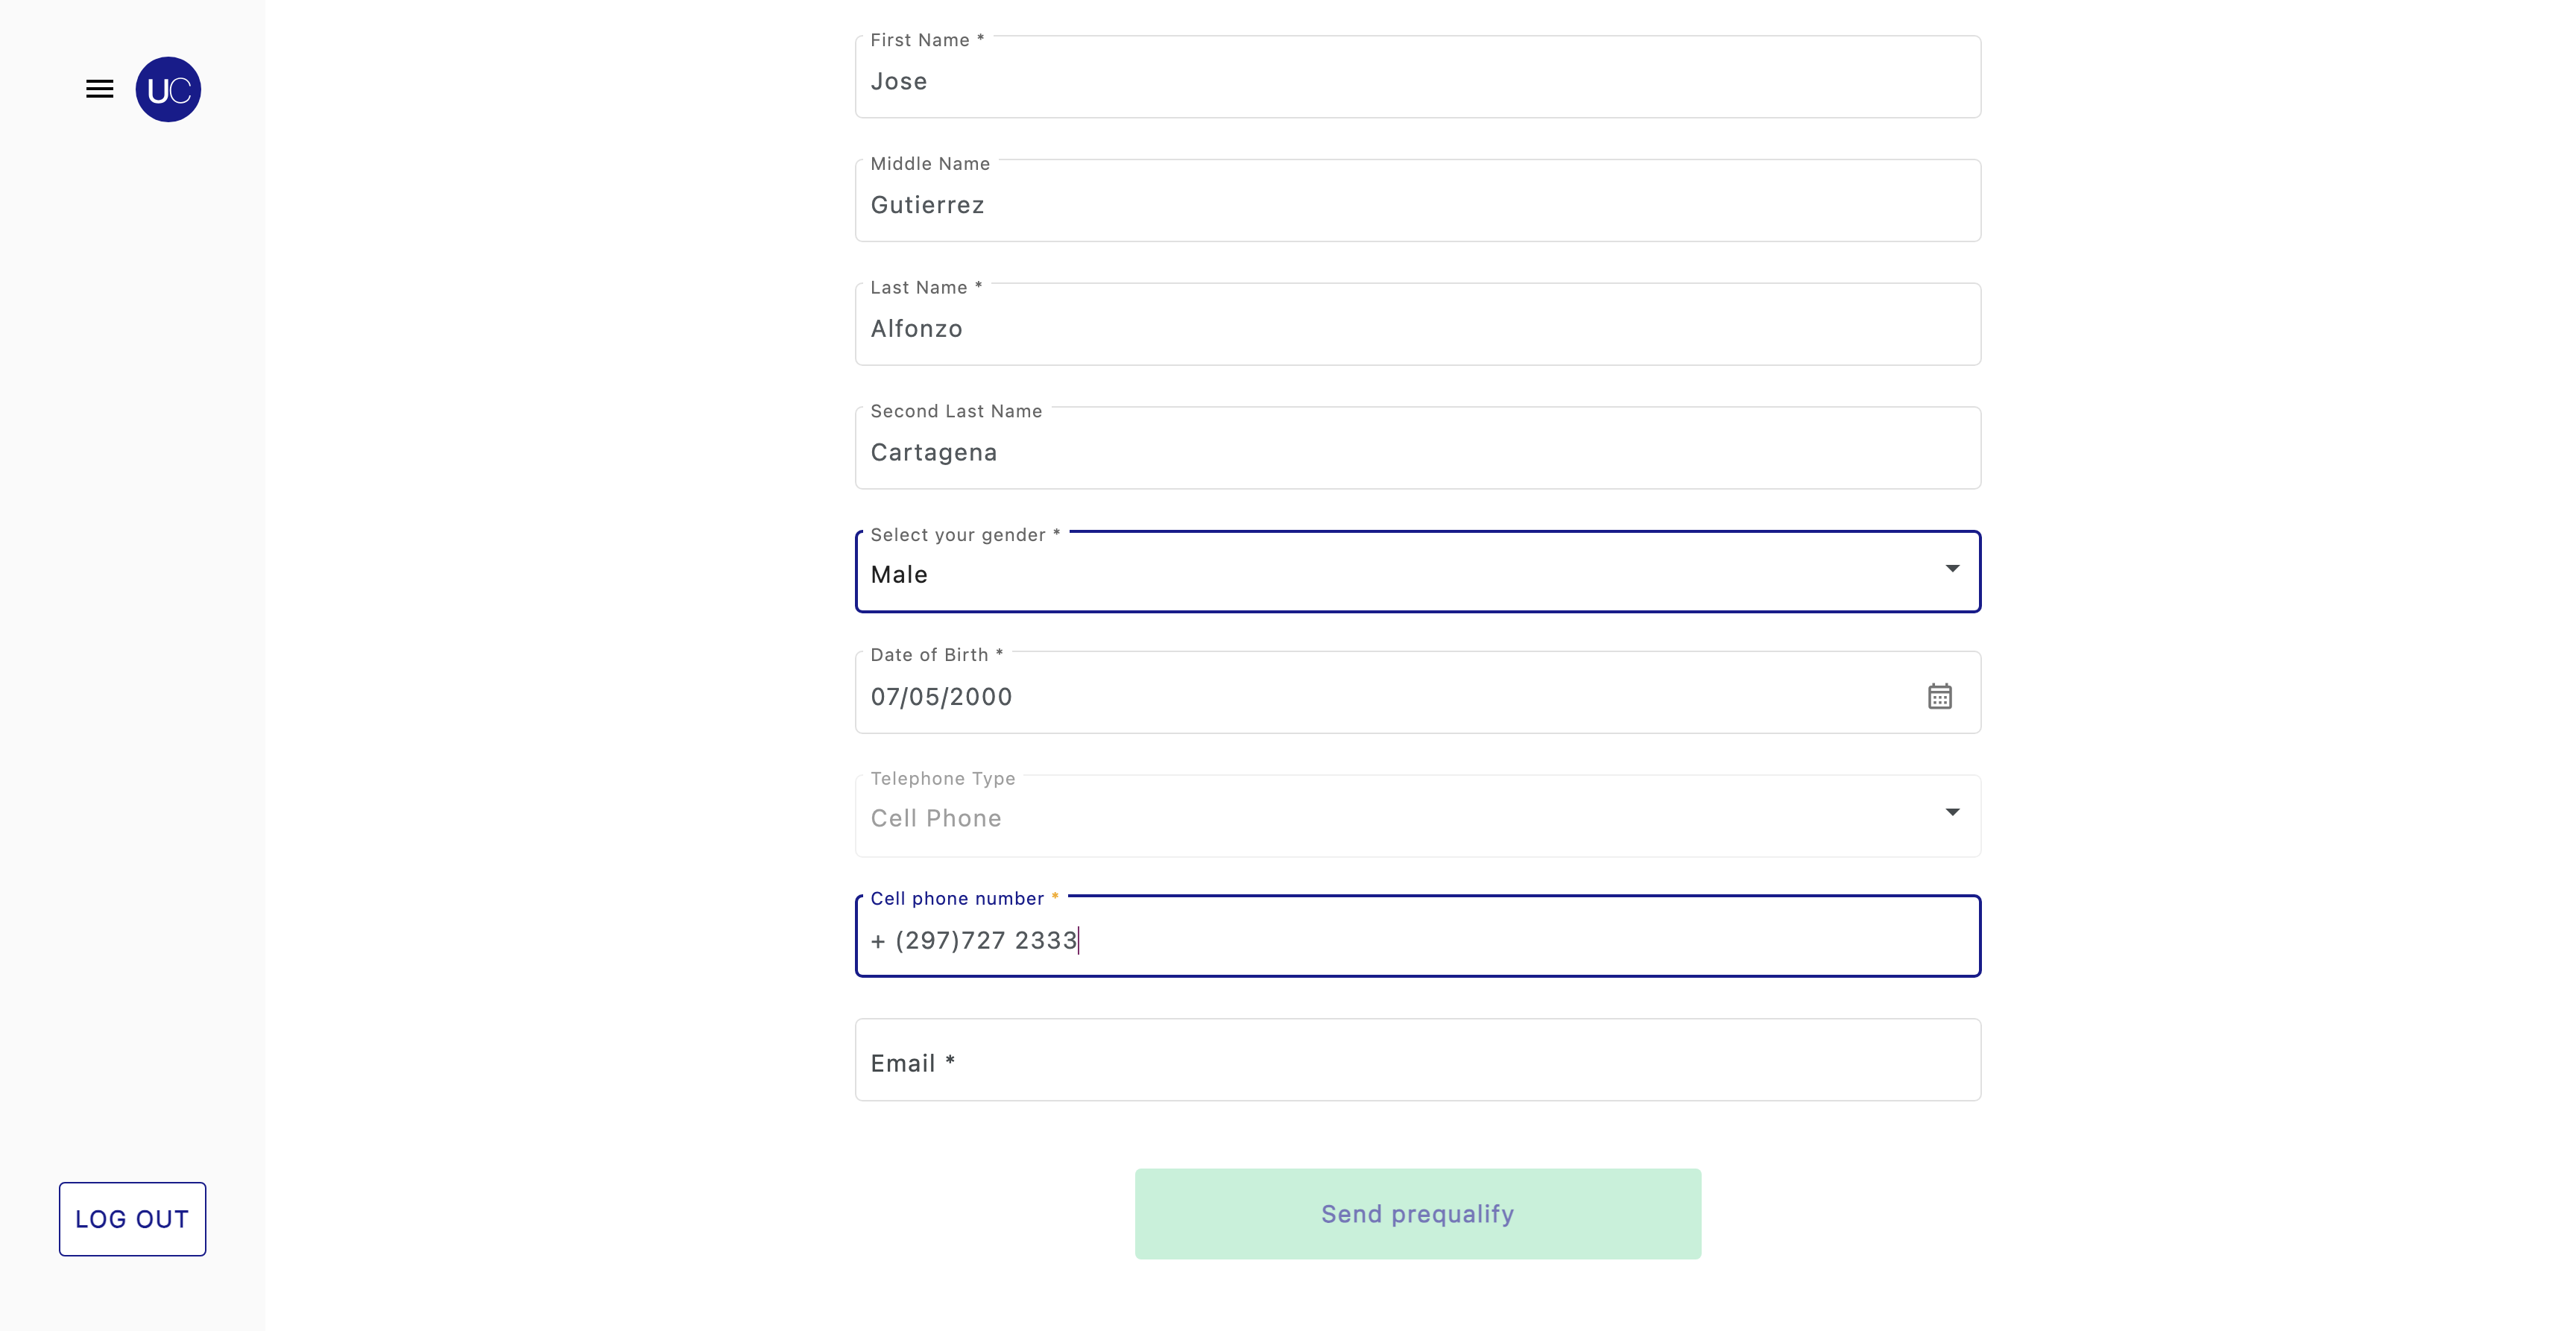 UC
First Name *
Jose
Middle Name
Gutierrez
Last Name *
Alfonzo
Second Last Name
Cartagena
Select your gender *
Male
Date of Birth *
07/05/2000
Telephone Type
Cell Phone
Cell phone number *
+ (297)727 2333
Email *
Send prequalify
LOG OUT